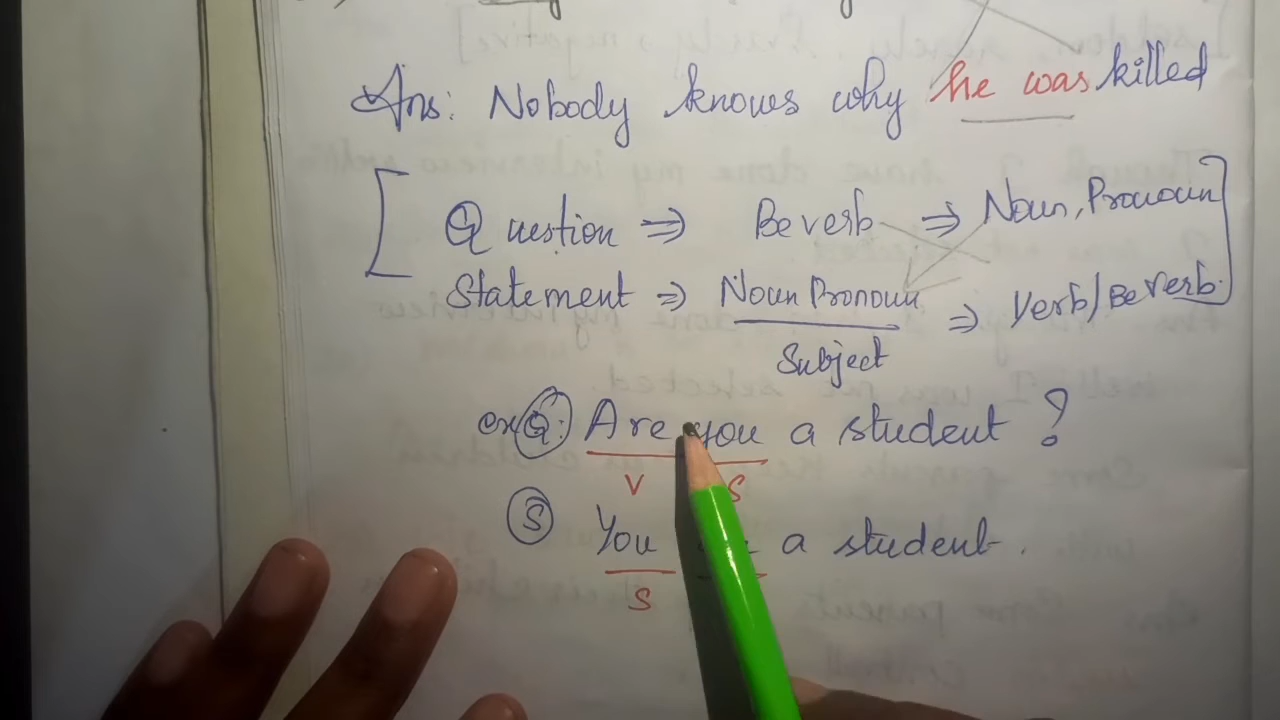 Ans: Nobody knows why he was killed
Question ⇒ Be verb ⇒ Noun, Pronoun
Statement ⇒ Noun Pronoun ⇒ Verb/Be verb.
Subject
ex Q: Are you a student ?
V S
S You a student.
S